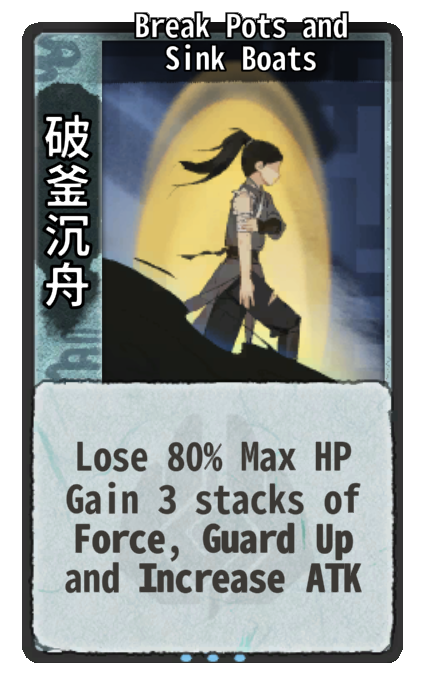 Break Pots and
Sink Boats
破釜沉舟
Lose 80% Max HP
Gain 3 stacks of
Force, Guard Up
and Increase ATK